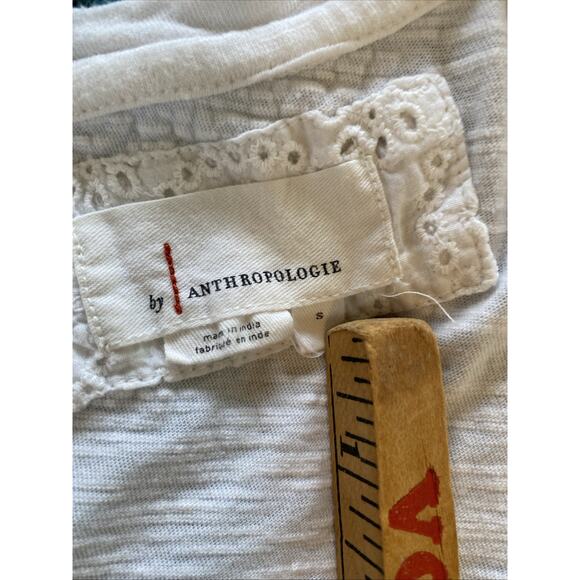 by ANTHROPOLOGIE
S
made in india
fabriqué en inde